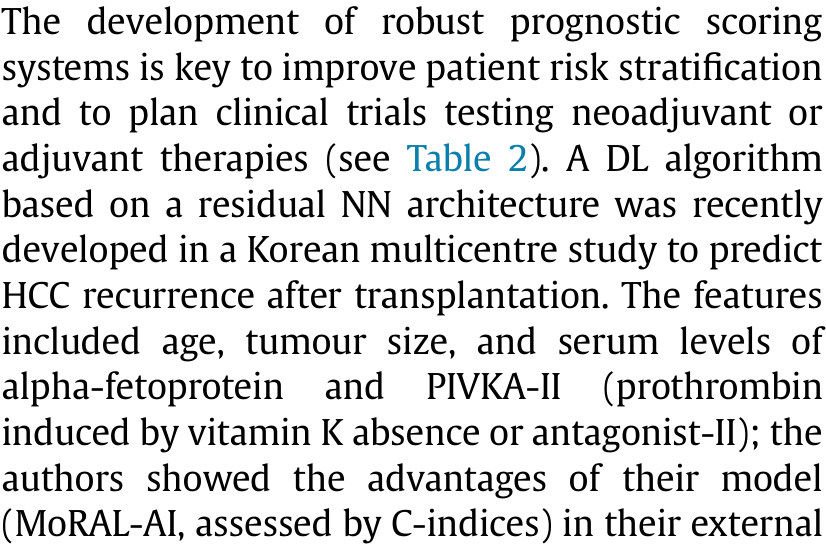 The development of robust prognostic scoring
systems is key to improve patient risk stratification
and to plan clinical trials testing neoadjuvant or
adjuvant therapies (see Table 2). A DL algorithm
based on a residual NN architecture was recently
developed in a Korean multicentre study to predict
HCC recurrence after transplantation. The features
included age, tumour size, and serum levels of
alpha-fetoprotein and PIVKA-II (prothrombin
induced by vitamin K absence or antagonist-II); the
authors showed the advantages of their model
(MoRAL-AI, assessed by C-indices) in their external